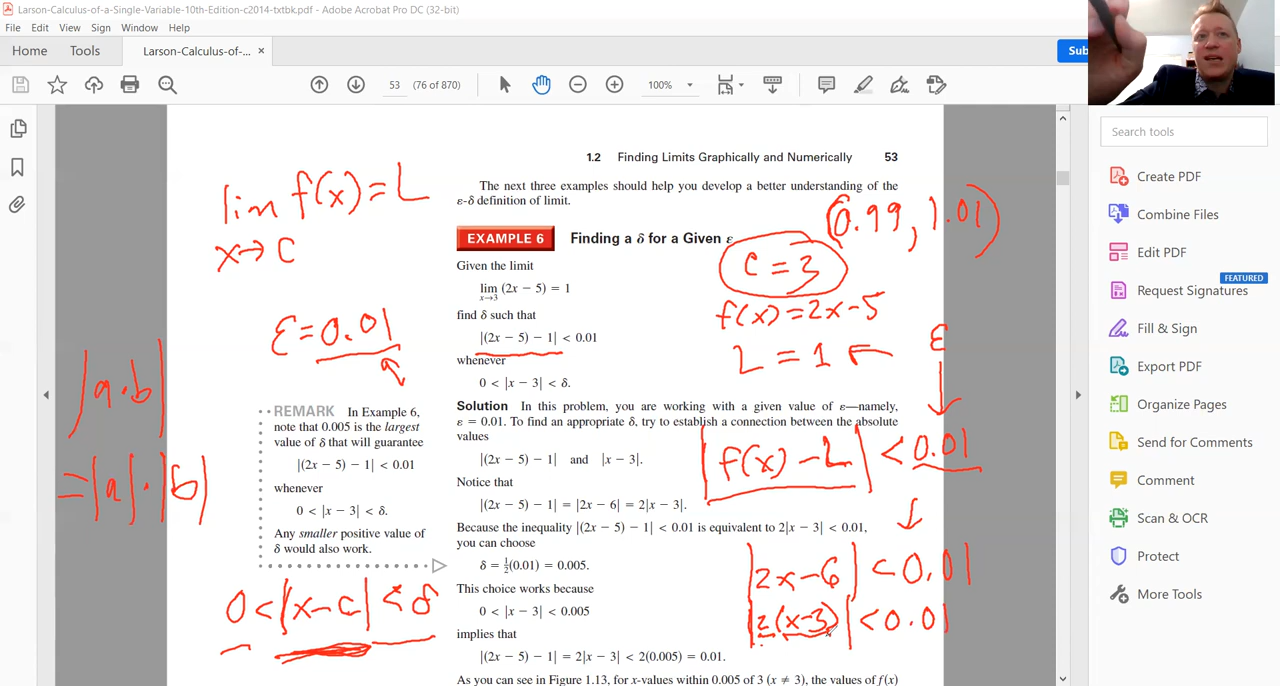 Larson-Calculus-of-a-Single-Variable-10th-Edition-c2014-txtbk.pdf - Adobe Acrobat Pro DC (32-bit)
File Edit View Sign Window Help
Home Tools Larson-Calculus-of-... × Sub
53 (76 of 870) 100%
Search tools
Create PDF
Combine Files
Edit PDF
FEATURED
Request Signatures
Fill & Sign
Export PDF
Organize Pages
Send for Comments
Comment
Scan & OCR
Protect
More Tools
1.2 Finding Limits Graphically and Numerically 53
The next three examples should help you develop a better understanding of the
ε-δ definition of limit.
EXAMPLE 6 Finding a δ for a Given ε
Given the limit
lim (2x − 5) = 1
x→3
find δ such that
|(2x − 5) − 1| < 0.01
whenever
0 < |x − 3| < δ.
Solution In this problem, you are working with a given value of ε—namely,
ε = 0.01. To find an appropriate δ, try to establish a connection between the absolute
values
|(2x − 5) − 1| and |x − 3|.
Notice that
|(2x − 5) − 1| = |2x − 6| = 2|x − 3|.
Because the inequality |(2x − 5) − 1| < 0.01 is equivalent to 2|x − 3| < 0.01,
you can choose
δ = ½(0.01) = 0.005.
This choice works because
0 < |x − 3| < 0.005
implies that
|(2x − 5) − 1| = 2|x − 3| < 2(0.005) = 0.01.
As you can see in Figure 1.13, for x-values within 0.005 of 3 (x ≠ 3), the values of f(x)
REMARK In Example 6,
note that 0.005 is the largest
value of δ that will guarantee
|(2x − 5) − 1| < 0.01
whenever
0 < |x − 3| < δ.
Any smaller positive value of
δ would also work.
lim f(x) = L
x→c
ε = 0.01
|a·b|
= |a|·|b|
0 < |x−c| < δ
(0.99, 1.01)
c = 3
f(x) = 2x−5
L = 1
ε
|f(x) − L| < 0.01
|2x−6| < 0.01
|2(x−3)| < 0.01